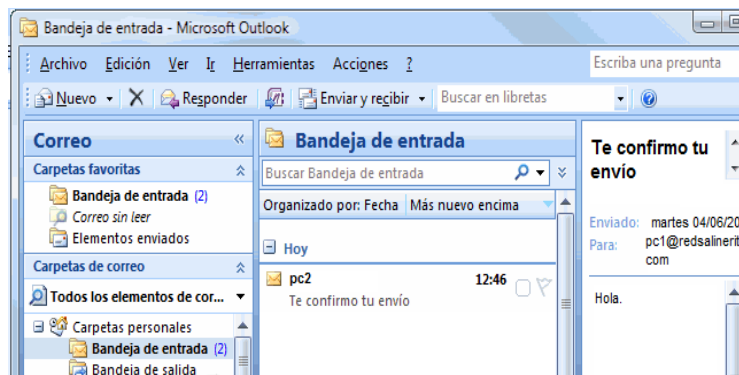 Bandeja de entrada - Microsoft Outlook
Archivo Edición Ver Ir Herramientas Acciones ? Escriba una pregunta
Nuevo Responder Enviar y recibir Buscar en libretas
Correo
Carpetas favoritas
Bandeja de entrada (2)
Correo sin leer
Elementos enviados
Carpetas de correo
Todos los elementos de cor...
Carpetas personales
Bandeja de entrada (2)
Bandeja de salida
Bandeja de entrada
Buscar Bandeja de entrada
Organizado por: Fecha Más nuevo encima
Hoy
pc2 12:46
Te confirmo tu envío
Te confirmo tu
envío
Enviado: martes 04/06/20
Para: pc1@redsalinerit
com
Hola.